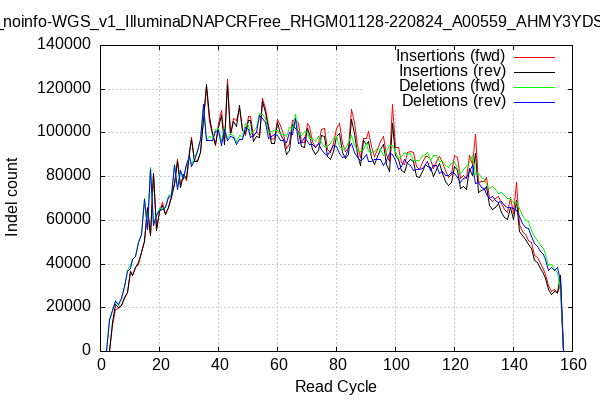 _noinfo-WGS_v1_IlluminaDNAPCRFree_RHGM01128-220824_A00559_AHMY3YDS
Insertions (fwd)
Insertions (rev)
Deletions (fwd)
Deletions (rev)
Indel count
140000
120000
100000
80000
60000
40000
20000
0
0 20 40 60 80 100 120 140 160
Read Cycle